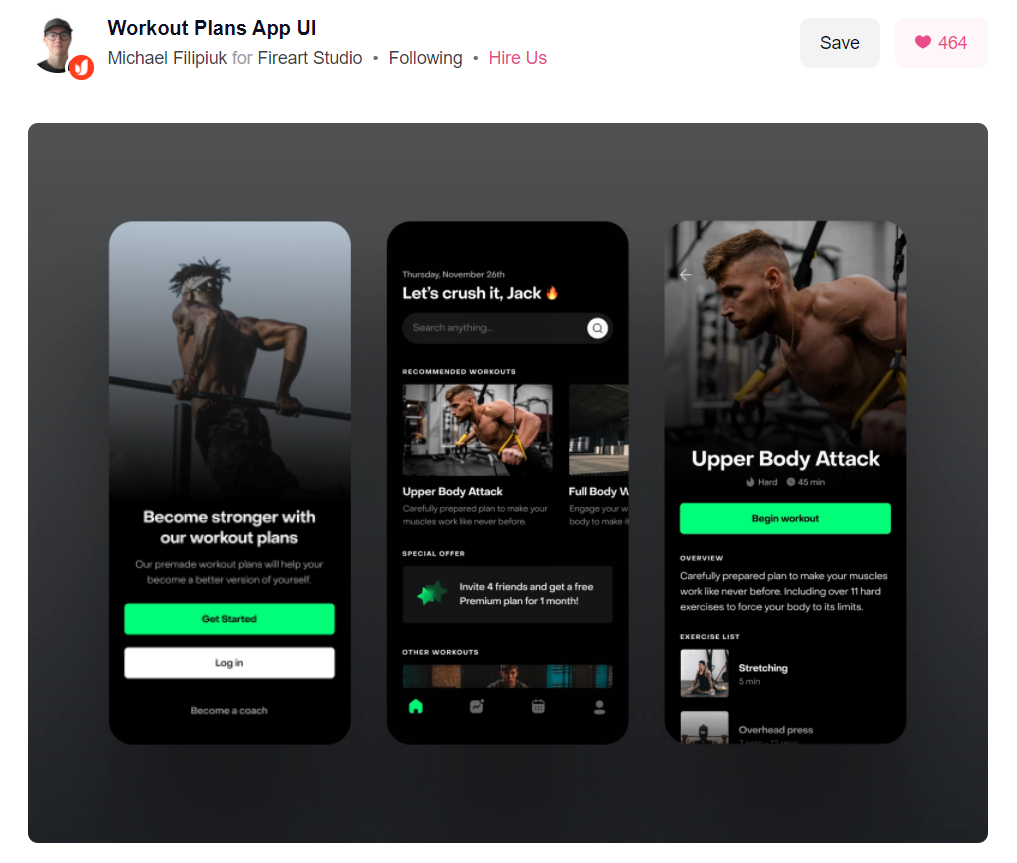 Workout Plans App UI
Michael Filipiuk for Fireart Studio • Following • Hire Us
Save
464
Become stronger with
our workout plans
Our premade workout plans will help your
become a better version of yourself.
Get Started
Log in
Become a coach
Thursday, November 26th
Let's crush it, Jack 🔥
Search anything...
RECOMMENDED WORKOUTS
Upper Body Attack
Carefully prepared plan to make your
muscles work like never before.
Full Body W
Engage your w
body to make it
SPECIAL OFFER
Invite 4 friends and get a free
Premium plan for 1 month!
OTHER WORKOUTS
Upper Body Attack
Hard 45 min
Begin workout
OVERVIEW
Carefully prepared plan to make your muscles
work like never before. Including over 11 hard
exercises to force your body to its limits.
EXERCISE LIST
Stretching
5 min
Overhead press